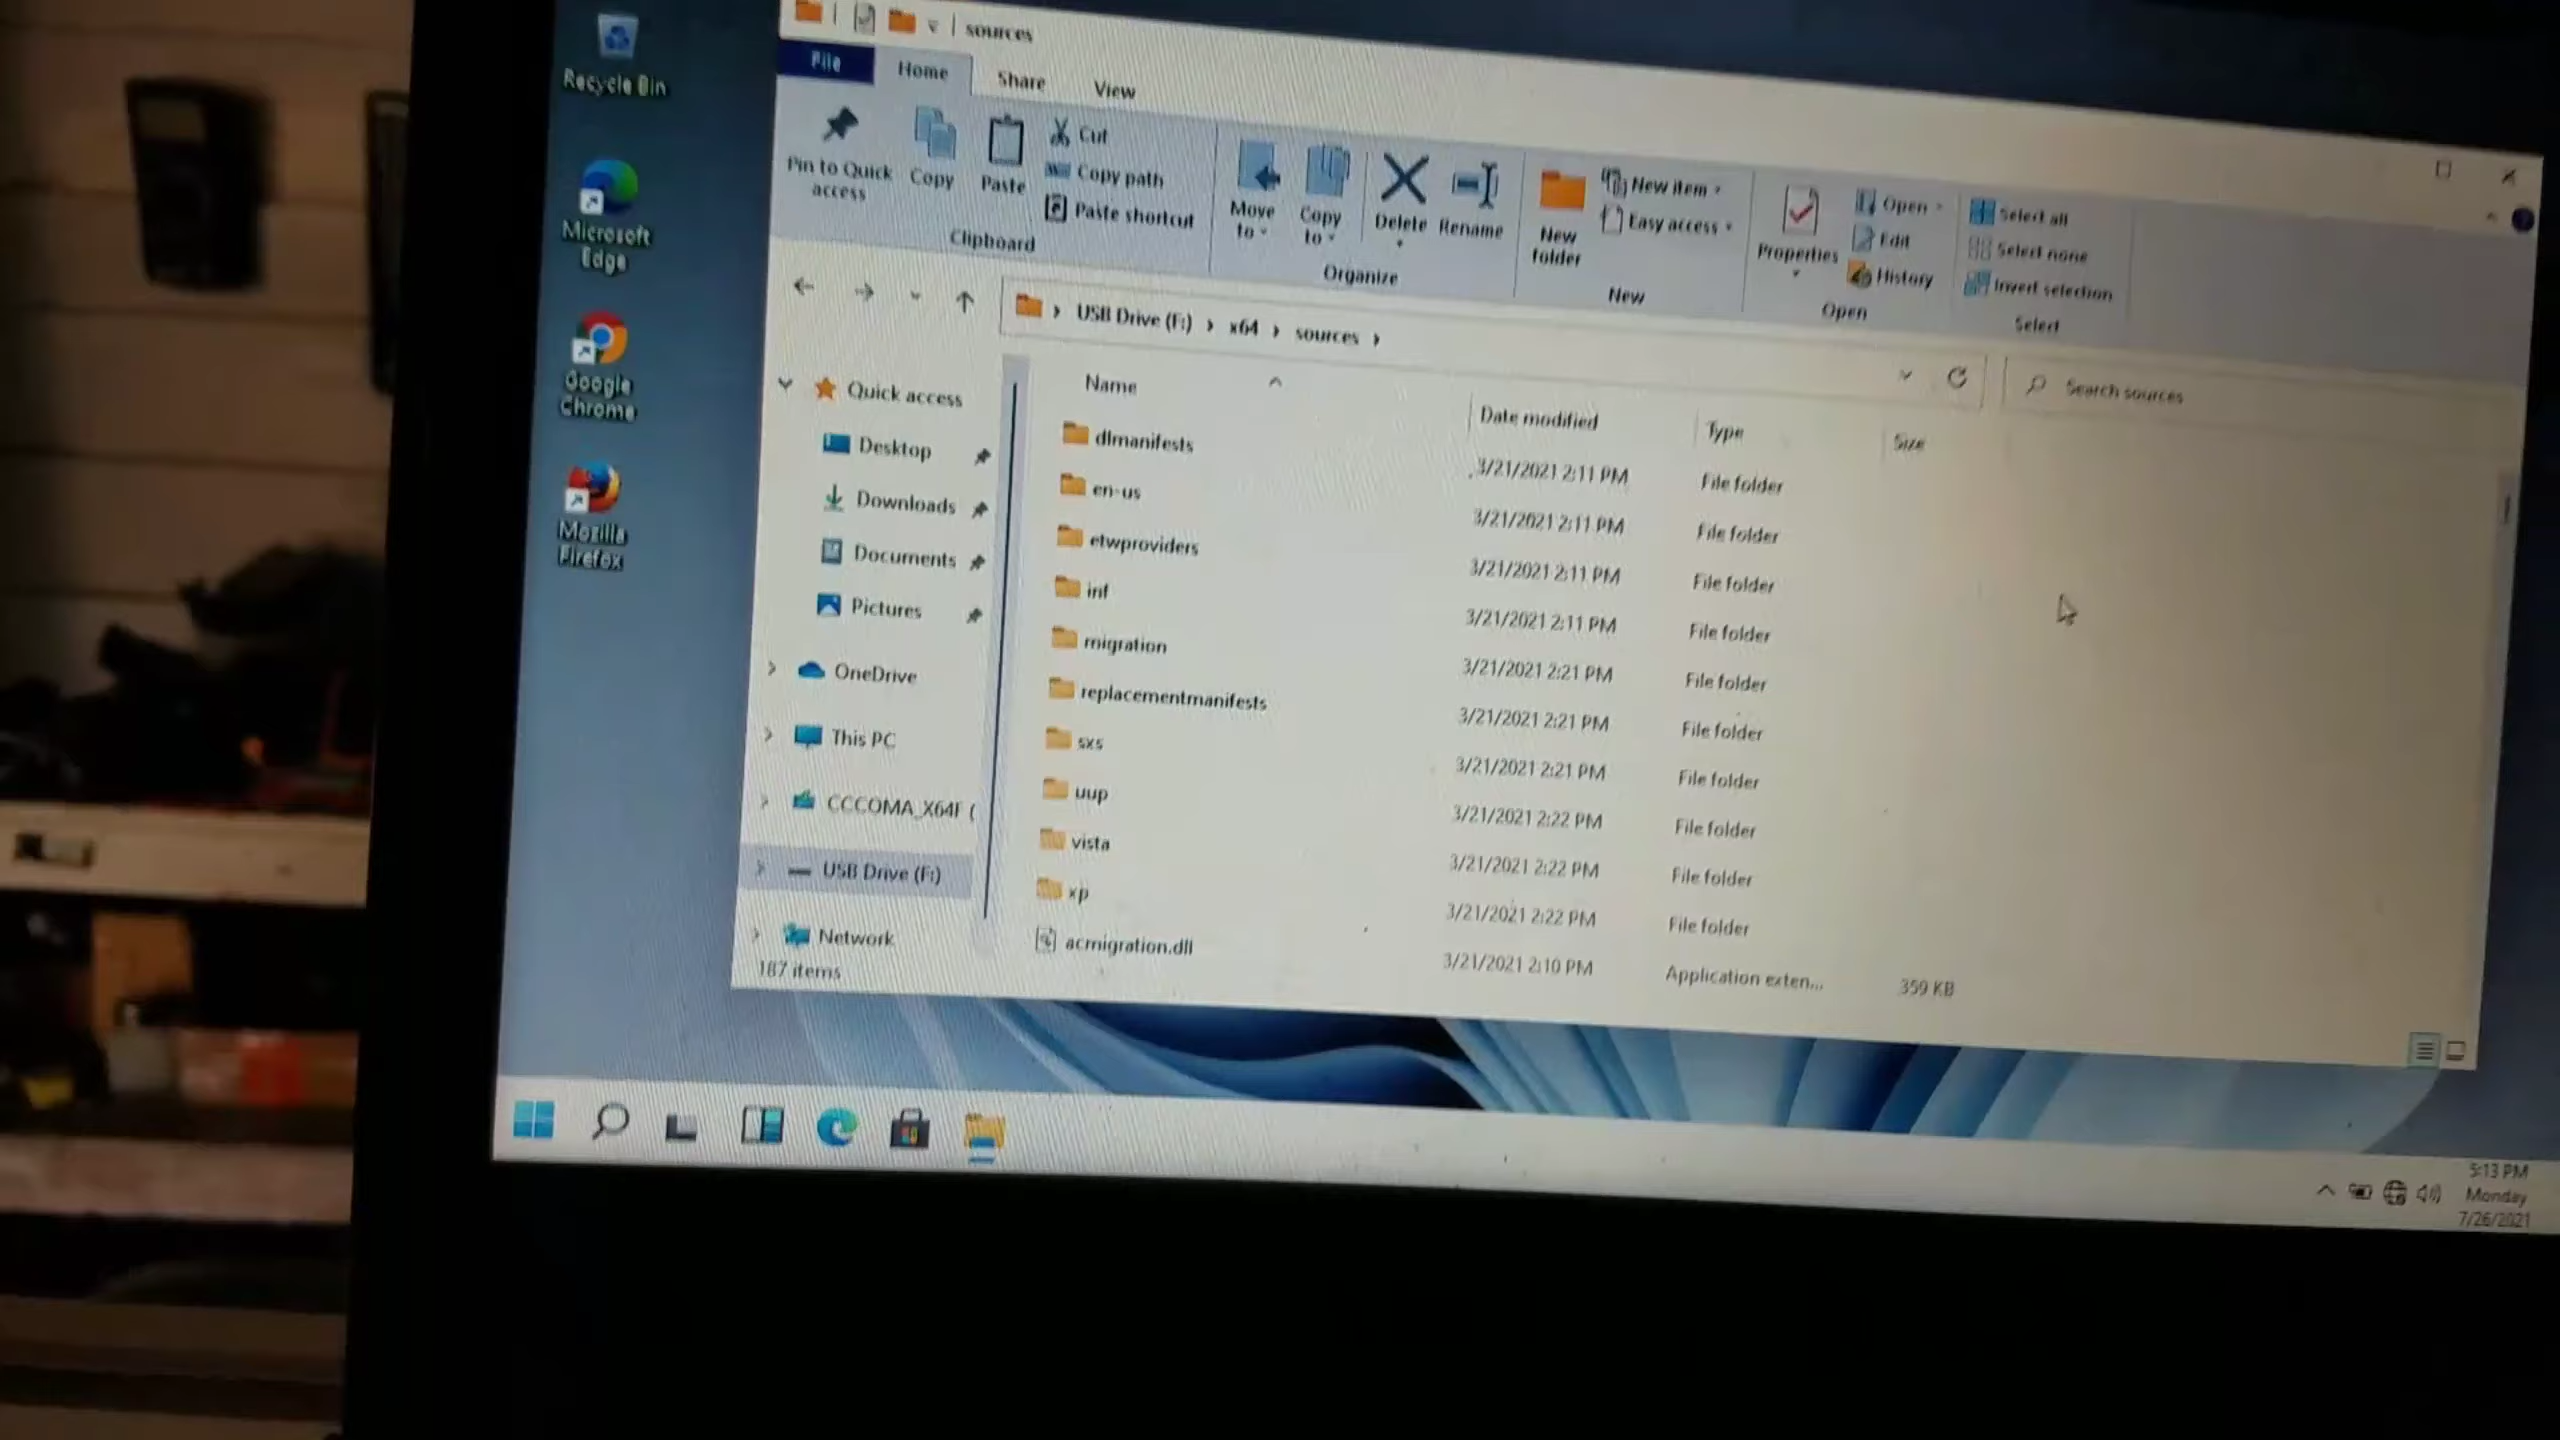 sources
File
Home
Share
View
Recycle Bin
Pin to Quick access
Copy
Paste
Cut
Copy path
Paste shortcut
Clipboard
Move to
Copy to
Delete
Rename
Organize
New folder
New item
Easy access
New
Properties
Open
Edit
History
Open
Select all
Select none
Invert selection
Select
USB Drive (F:) › x64 › sources ›
Search sources
Microsoft Edge
Google Chrome
Mozilla Firefox
Quick access
Desktop
Downloads
Documents
Pictures
OneDrive
This PC
CCCOMA_X64F (
USB Drive (F:)
Network
187 items
Name Date modified Type Size
dlmanifests 3/21/2021 2:11 PM File folder
en-us 3/21/2021 2:11 PM File folder
etwproviders 3/21/2021 2:11 PM File folder
inf 3/21/2021 2:11 PM File folder
migration 3/21/2021 2:21 PM File folder
replacementmanifests 3/21/2021 2:21 PM File folder
sxs 3/21/2021 2:21 PM File folder
uup 3/21/2021 2:22 PM File folder
vista 3/21/2021 2:22 PM File folder
xp 3/21/2021 2:22 PM File folder
acmigration.dll 3/21/2021 2:10 PM Application exten... 359 KB
5:13 PM
Monday
7/26/2021